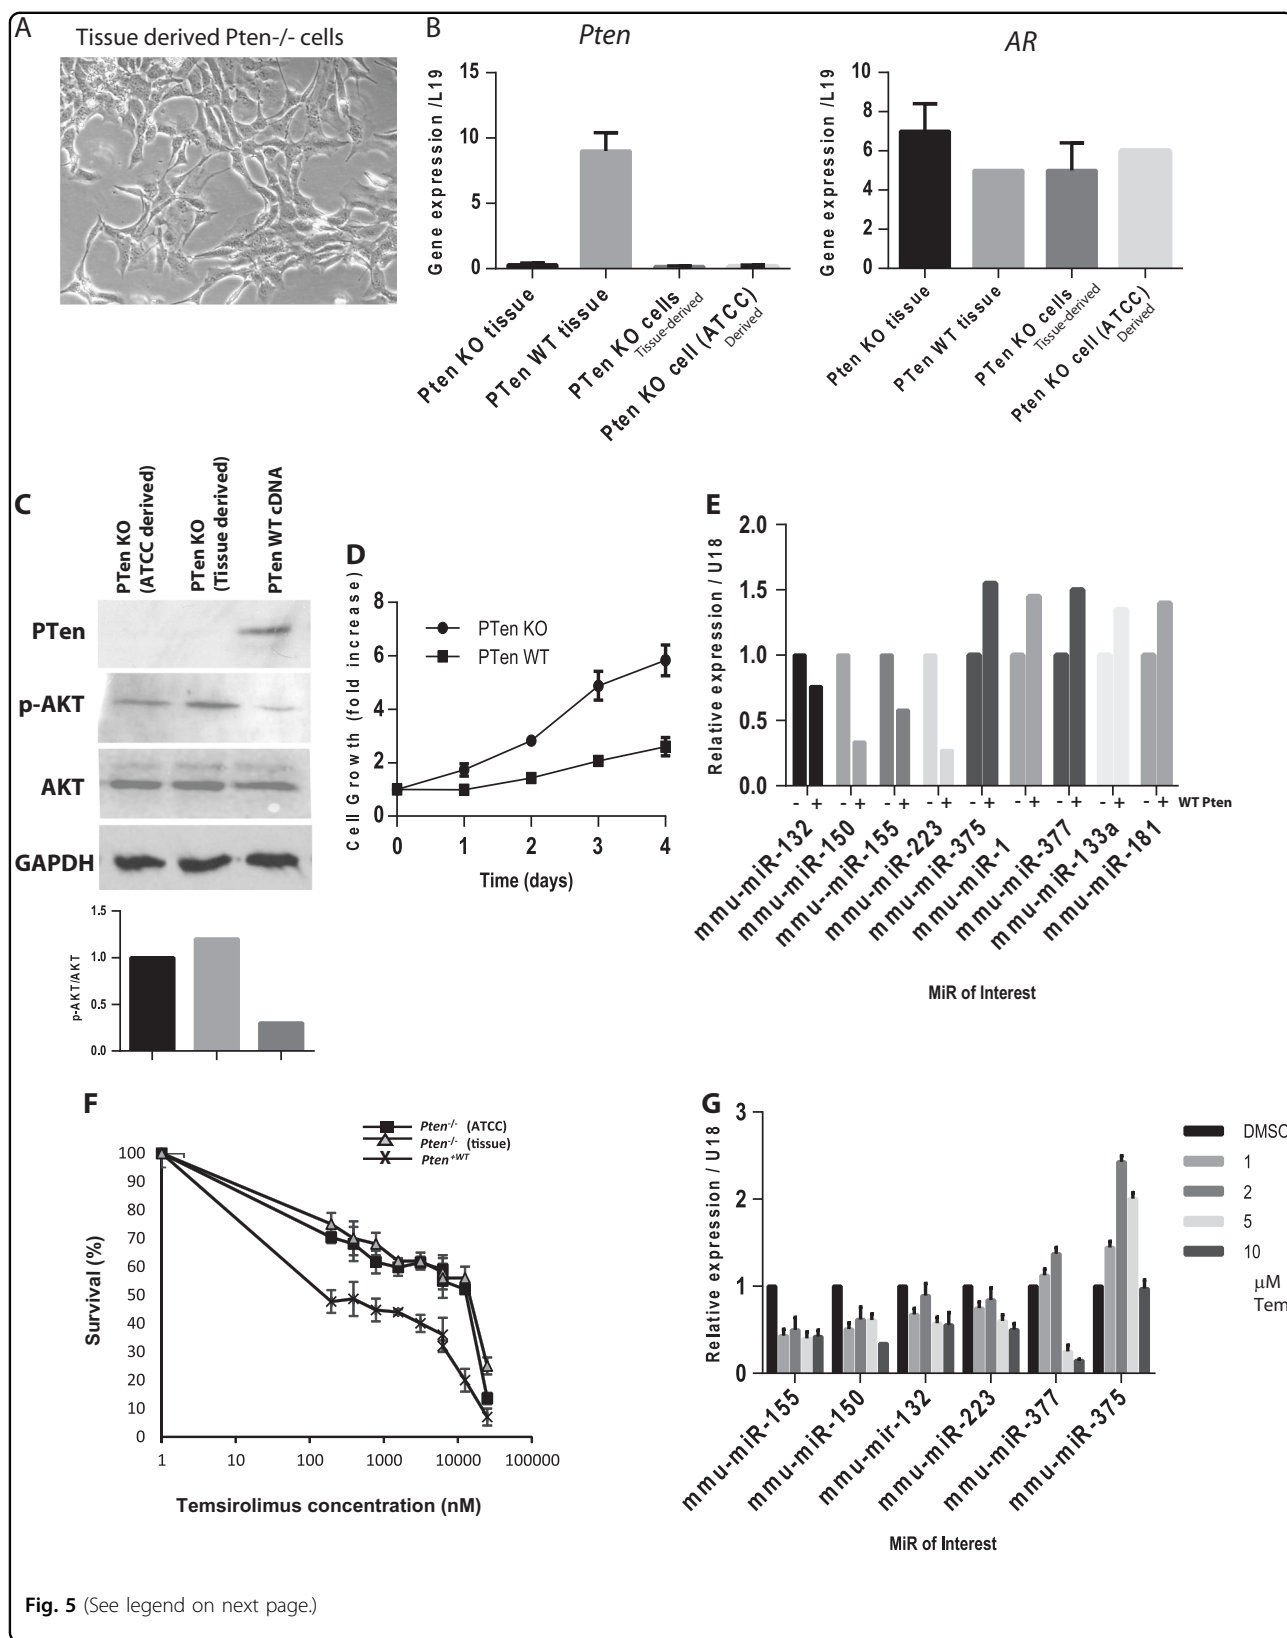 A
Tissue derived Pten-/- cells
B
Pten
Gene expression /L19
15
10
5
0
Pten KO tissue
PTen WT tissue
PTen KO cells
Tissue-derived
Pten KO cell (ATCC)
Derived
AR
Gene expression /L19
10
8
6
4
2
0
Pten KO tissue
PTen WT tissue
PTen KO cells
Tissue-derived
Pten KO cell (ATCC)
Derived
C
PTen KO
(ATCC derived)
PTen KO
(Tissue derived)
PTen WT cDNA
PTen
p-AKT
AKT
GAPDH
p-AKT/AKT
1.5
1.0
0.5
0.0
D
Cell Growth (fold increase)
8
6
4
2
0
PTen KO
PTen WT
0 1 2 3 4
Time (days)
E
Relative expression / U18
2.0
1.5
1.0
0.5
0.0
- + - + - + - + - + - + - + - + - + WT Pten
mmu-miR-132
mmu-miR-150
mmu--miR-155
mmu-miR-223
mmu-miR-375
mmu-miR-1
mmu-miR-377
mmu-miR-133a
mmu-miR-181
MiR of Interest
F
Pten-/- (ATCC)
Pten-/- (tissue)
Pten+WT
Survival (%)
100
90
80
70
60
50
40
30
20
10
0
1 10 100 1000 10000 100000
Temsirolimus concentration (nM)
G
Relative expression / U18
3
2
1
0
DMSO
1
2
5
10
μM
Tem
mmu-miR-155
mmu-miR-150
mmu-mir-132
mmu-miR-223
mmu-miR-377
mmu-miR-375
MiR of Interest
Fig. 5 (See legend on next page.)